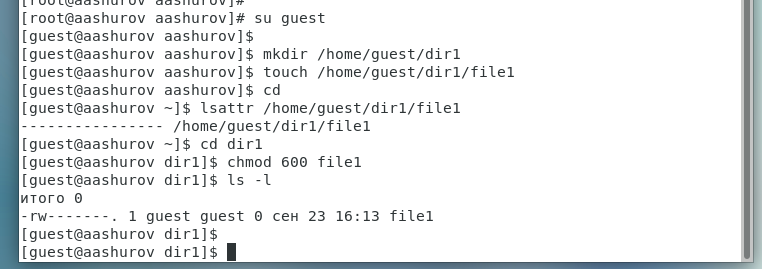 [root@aashurov aashurov]#
[root@aashurov aashurov]# su guest
[guest@aashurov aashurov]$
[guest@aashurov aashurov]$ mkdir /home/guest/dir1
[guest@aashurov aashurov]$ touch /home/guest/dir1/file1
[guest@aashurov aashurov]$ cd
[guest@aashurov ~]$ lsattr /home/guest/dir1/file1
---------------- /home/guest/dir1/file1
[guest@aashurov ~]$ cd dir1
[guest@aashurov dir1]$ chmod 600 file1
[guest@aashurov dir1]$ ls -l
итого 0
-rw-------. 1 guest guest 0 сен 23 16:13 file1
[guest@aashurov dir1]$
[guest@aashurov dir1]$